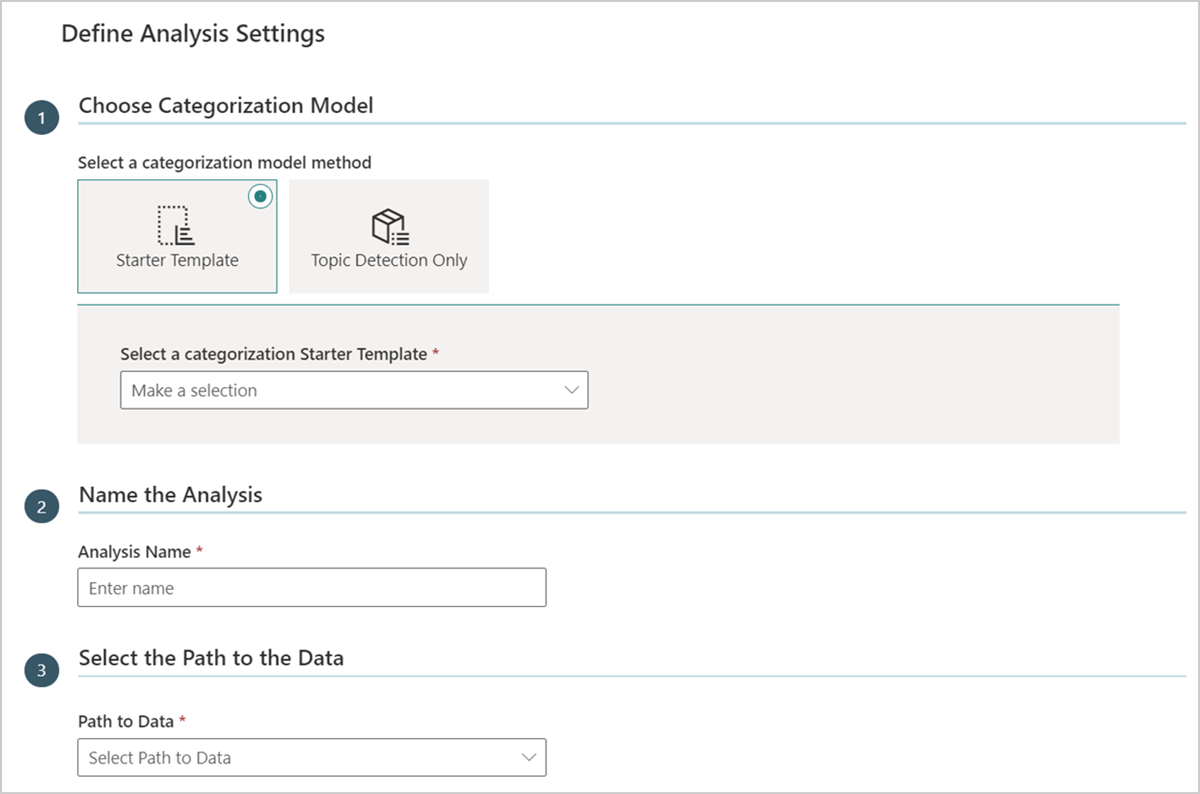 Define Analysis Settings
1
Choose Categorization Model
Select a categorization model method
Starter Template
Topic Detection Only
Select a categorization Starter Template *
Make a selection
2
Name the Analysis
Analysis Name *
Enter name
3
Select the Path to the Data
Path to Data *
Select Path to Data